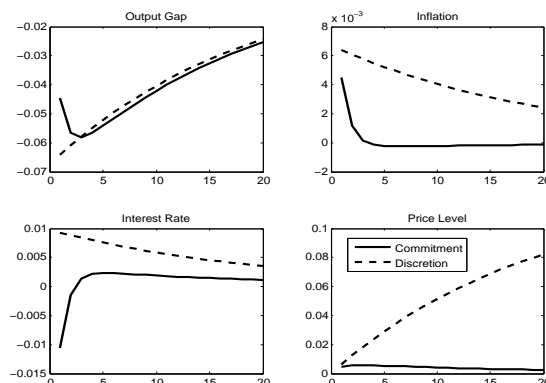 Output Gap
−0.02
−0.03
−0.04
−0.05
−0.06
−0.07
0 5 10 15 20
Inflation
x 10⁻³
8
6
4
2
0
−2
0 5 10 15 20
Interest Rate
0.01
0.005
0
−0.005
−0.01
−0.015
0 5 10 15 20
Price Level
0.1
0.08
0.06
0.04
0.02
0
0 5 10 15 20
Commitment
Discretion